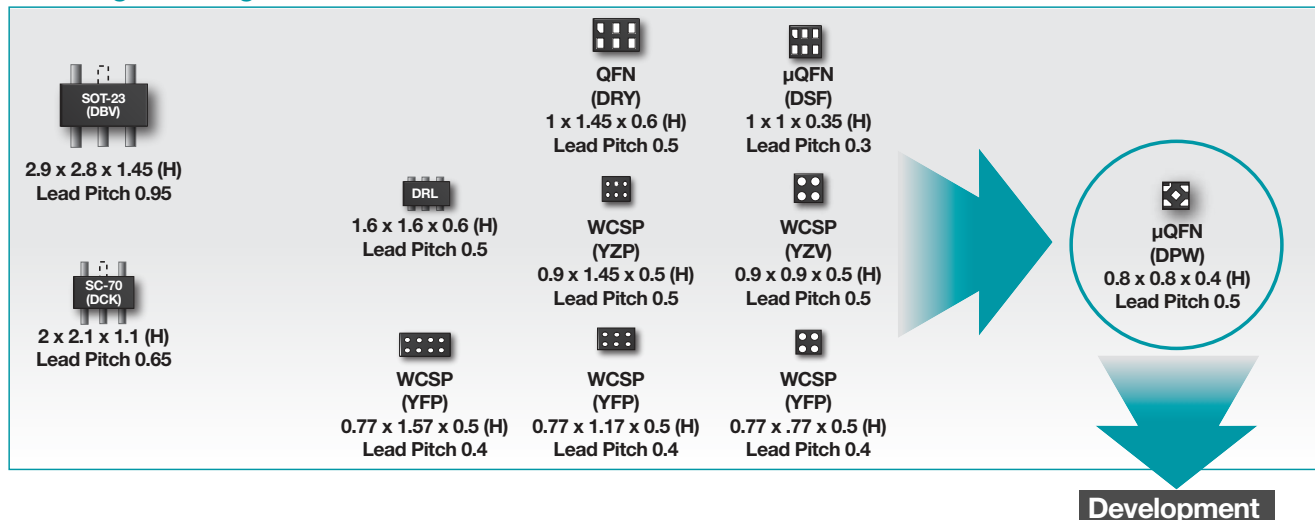 SOT-23
(DBV)
2.9 x 2.8 x 1.45 (H)
Lead Pitch 0.95
SC-70
(DCK)
2 x 2.1 x 1.1 (H)
Lead Pitch 0.65
DRL
1.6 x 1.6 x 0.6 (H)
Lead Pitch 0.5
WCSP
(YFP)
0.77 x 1.57 x 0.5 (H)
Lead Pitch 0.4
QFN
(DRY)
1 x 1.45 x 0.6 (H)
Lead Pitch 0.5
WCSP
(YZP)
0.9 x 1.45 x 0.5 (H)
Lead Pitch 0.5
WCSP
(YFP)
0.77 x 1.17 x 0.5 (H)
Lead Pitch 0.4
µQFN
(DSF)
1 x 1 x 0.35 (H)
Lead Pitch 0.3
WCSP
(YZV)
0.9 x 0.9 x 0.5 (H)
Lead Pitch 0.5
WCSP
(YFP)
0.77 x .77 x 0.5 (H)
Lead Pitch 0.4
µQFN
(DPW)
0.8 x 0.8 x 0.4 (H)
Lead Pitch 0.5
Development